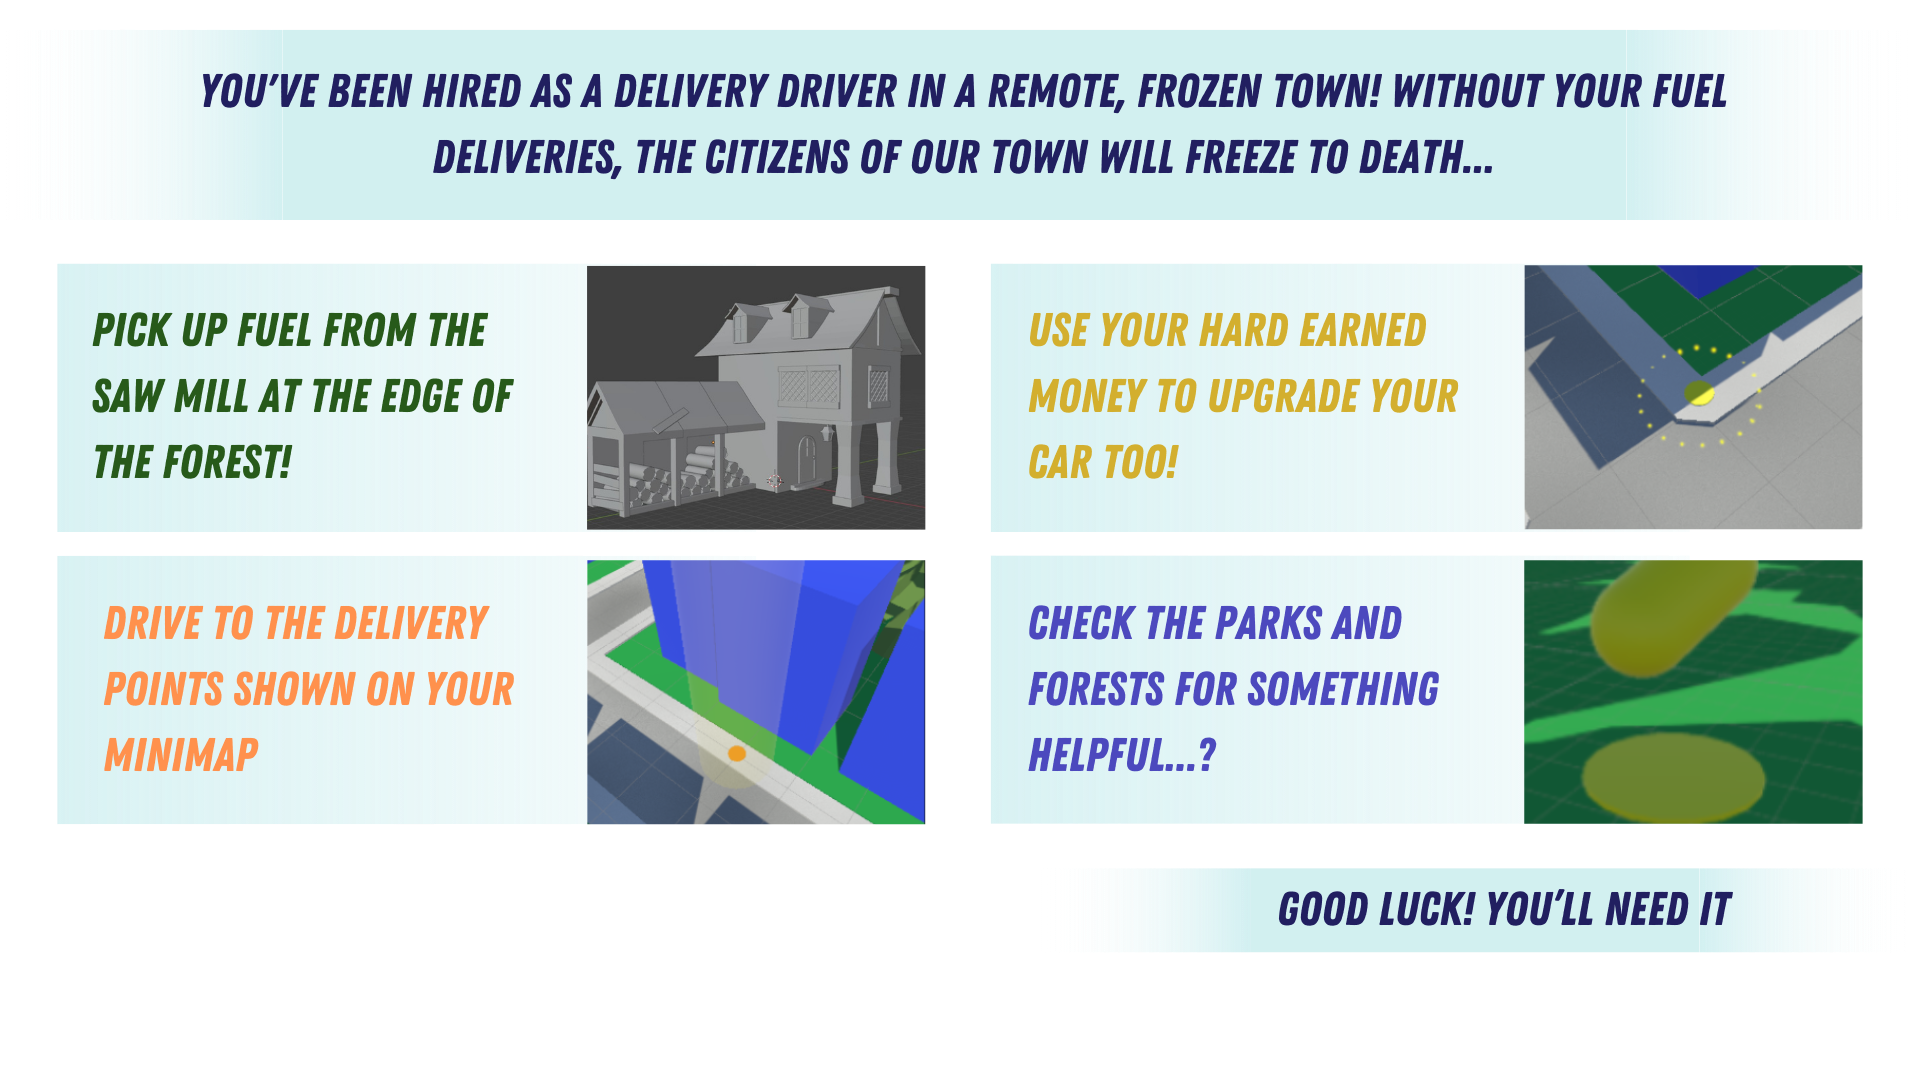 YOU'VE BEEN HIRED AS A DELIVERY DRIVER IN A REMOTE, FROZEN TOWN! WITHOUT YOUR FUEL
DELIVERIES, THE CITIZENS OF OUR TOWN WILL FREEZE TO DEATH...
PICK UP FUEL FROM THE
SAW MILL AT THE EDGE OF
THE FOREST!
USE YOUR HARD EARNED
MONEY TO UPGRADE YOUR
CAR TOO!
DRIVE TO THE DELIVERY
POINTS SHOWN ON YOUR
MINIMAP
CHECK THE PARKS AND
FORESTS FOR SOMETHING
HELPFUL...?
GOOD LUCK! YOU'LL NEED IT